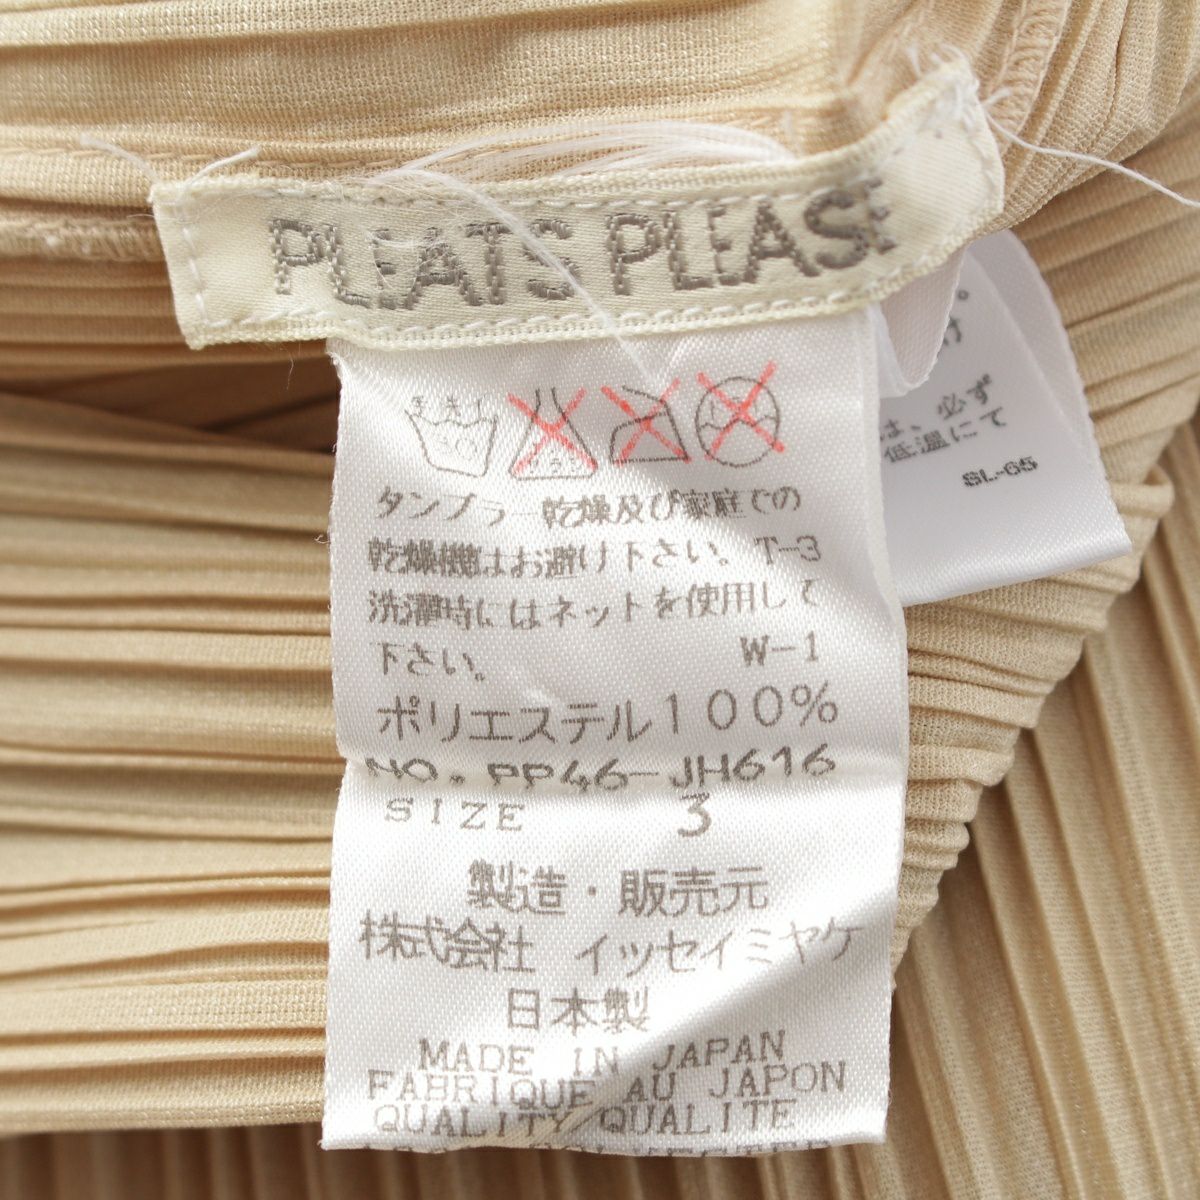 PLEATS PLEASE
40
タンブラー乾燥及び家庭での
乾燥機はお避け下さい。T-3
洗濯時にはネットを使用して
下さい。 W-1
ポリエステル100%
NO. PP46-JH616
SIZE 3
製造・販売元
株式会社 イッセイミヤケ
日本製
MADE IN JAPAN
FABRIQUE AU JAPON
QUALITY/QUALITE
。
け
は、必ず
低温にて
SL-65